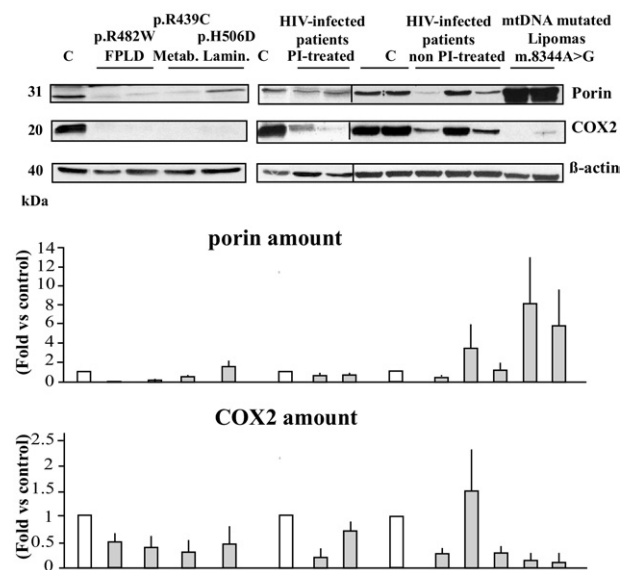 p.R439C
p.R482W p.H506D
C FPLD Metab. Lamin.
HIV-infected
patients
C PI-treated
HIV-infected
C patients
non PI-treated
mtDNA mutated
Lipomas
m.8344A>G
31 Porin
20 COX2
40 ß-actin
kDa
porin amount
(Fold vs control)
14
12
10
8
6
4
2
0
COX2 amount
(Fold vs control)
2.5
2
1.5
1
0.5
0